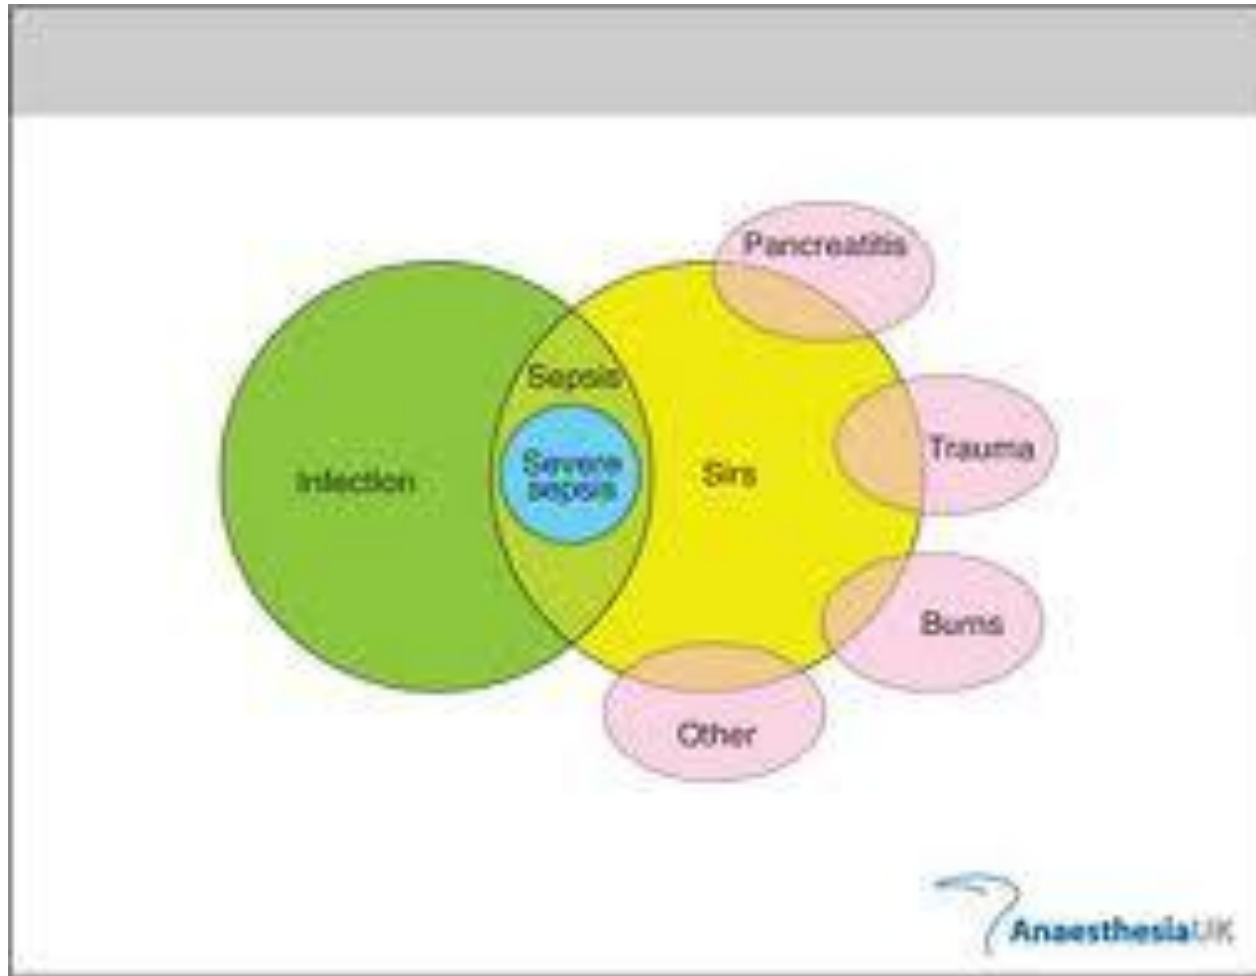 Pancreatitis
Sepsis
Infection
Severe
sepsis
Sirs
Trauma
Burns
Other
AnaesthesiaUK